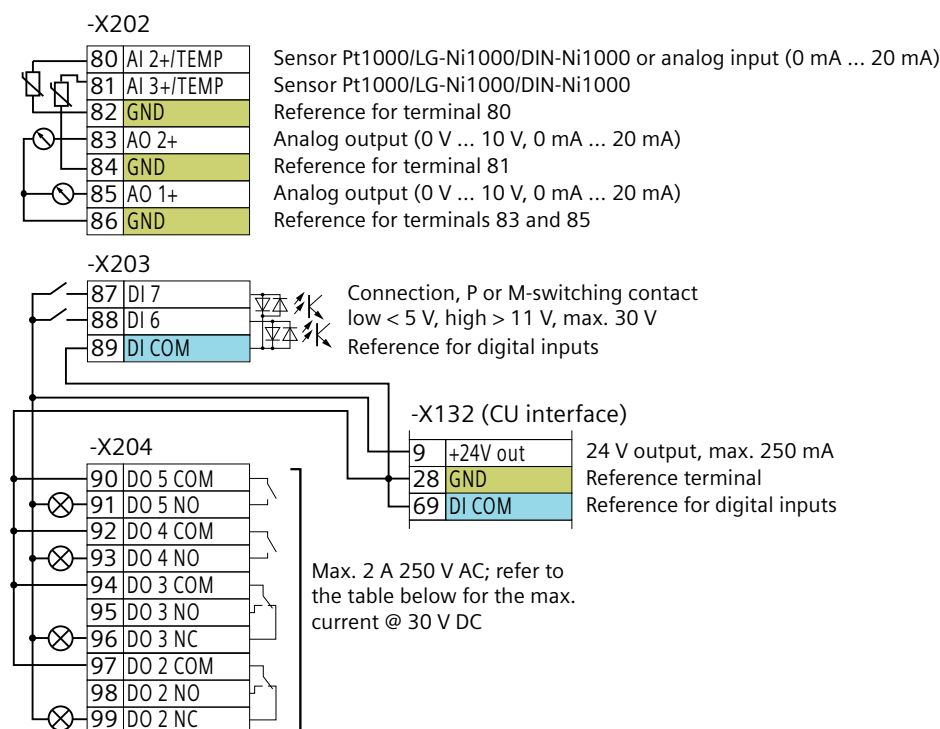 -X202
80 AI 2+/TEMP Sensor Pt1000/LG-Ni1000/DIN-Ni1000 or analog input (0 mA ... 20 mA)
81 AI 3+/TEMP Sensor Pt1000/LG-Ni1000/DIN-Ni1000
82 GND Reference for terminal 80
83 AO 2+ Analog output (0 V ... 10 V, 0 mA ... 20 mA)
84 GND Reference for terminal 81
85 AO 1+ Analog output (0 V ... 10 V, 0 mA ... 20 mA)
86 GND Reference for terminals 83 and 85
-X203
87 DI 7 Connection, P or M-switching contact
88 DI 6 low < 5 V, high > 11 V, max. 30 V
89 DI COM Reference for digital inputs
-X132 (CU interface)
9 +24V out 24 V output, max. 250 mA
28 GND Reference terminal
69 DI COM Reference for digital inputs
-X204
90 DO 5 COM
91 DO 5 NO
92 DO 4 COM
93 DO 4 NO
94 DO 3 COM
95 DO 3 NO
96 DO 3 NC
97 DO 2 COM
98 DO 2 NO
99 DO 2 NC
Max. 2 A 250 V AC; refer to
the table below for the max.
current @ 30 V DC